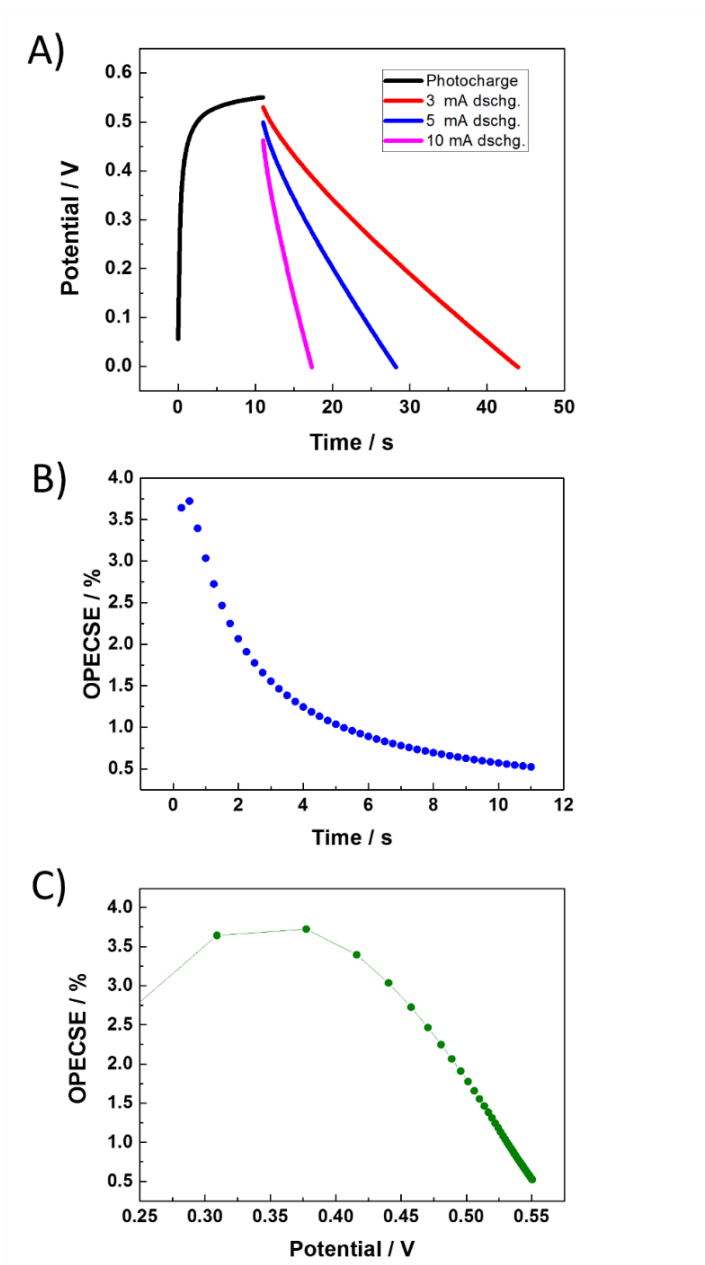 A)
0.6
0.5
0.4
0.3
0.2
0.1
0.0
Potential / V
Photocharge
3 mA dschg.
5 mA dschg.
10 mA dschg.
0 10 20 30 40 50
Time / s
B)
4.0
3.5
3.0
2.5
2.0
1.5
1.0
0.5
OPECSE / %
0 2 4 6 8 10 12
Time / s
C)
4.0
3.5
3.0
2.5
2.0
1.5
1.0
0.5
OPECSE / %
0.25 0.30 0.35 0.40 0.45 0.50 0.55
Potential / V